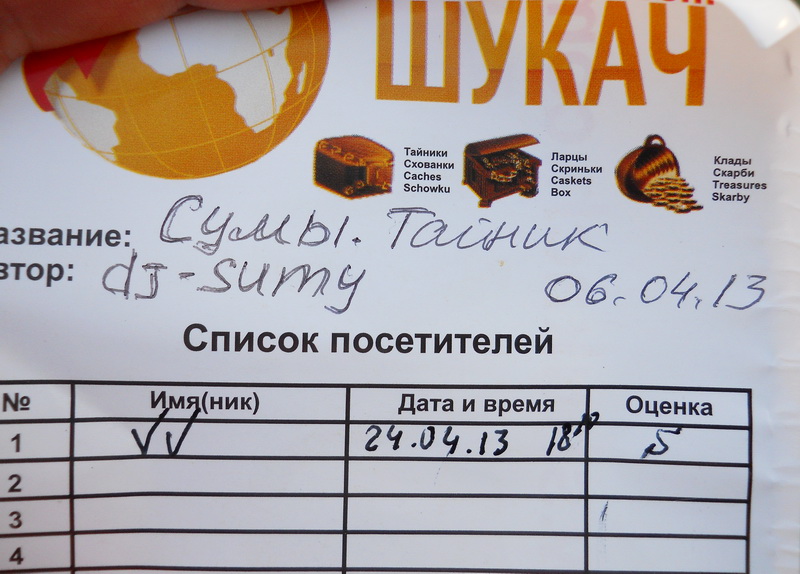 ШУКАЧ
Тайники
Схованки
Caches
Schowku
Ларцы
Скриньки
Caskets
Box
Клады
Скарби
Treasures
Skarby
азвание: Сумы. Тайник
втор: dj-sumy 06.04.13
Список посетителей
№ Имя(ник) Дата и время Оценка
1 VV 24.04.13 18 5
2
3
4